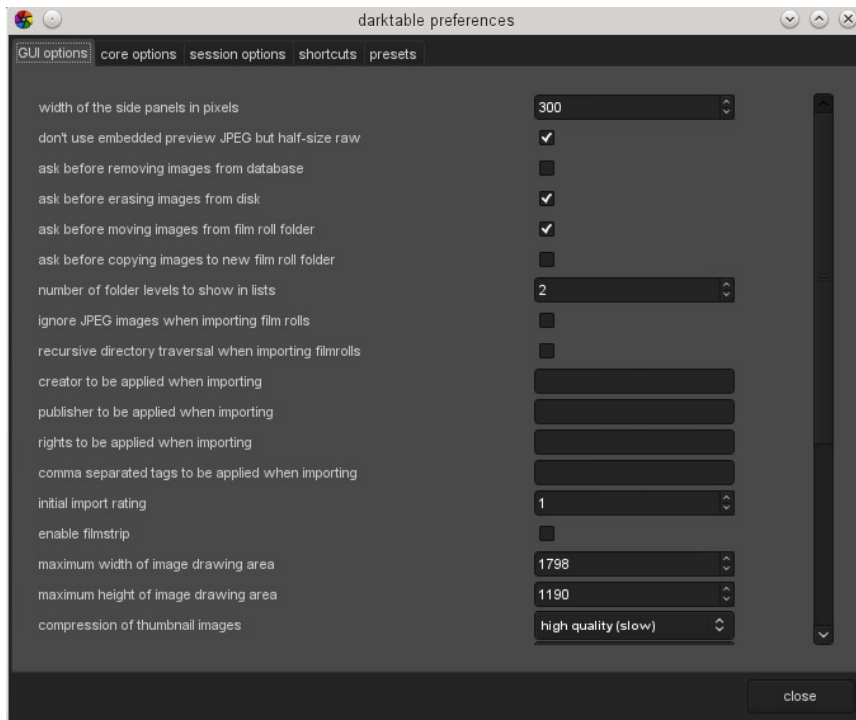 darktable preferences
GUI options core options session options shortcuts presets
width of the side panels in pixels 300
don't use embedded preview JPEG but half-size raw
ask before removing images from database
ask before erasing images from disk
ask before moving images from film roll folder
ask before copying images to new film roll folder
number of folder levels to show in lists 2
ignore JPEG images when importing film rolls
recursive directory traversal when importing filmrolls
creator to be applied when importing
publisher to be applied when importing
rights to be applied when importing
comma separated tags to be applied when importing
initial import rating 1
enable filmstrip
maximum width of image drawing area 1798
maximum height of image drawing area 1190
compression of thumbnail images high quality (slow)
close